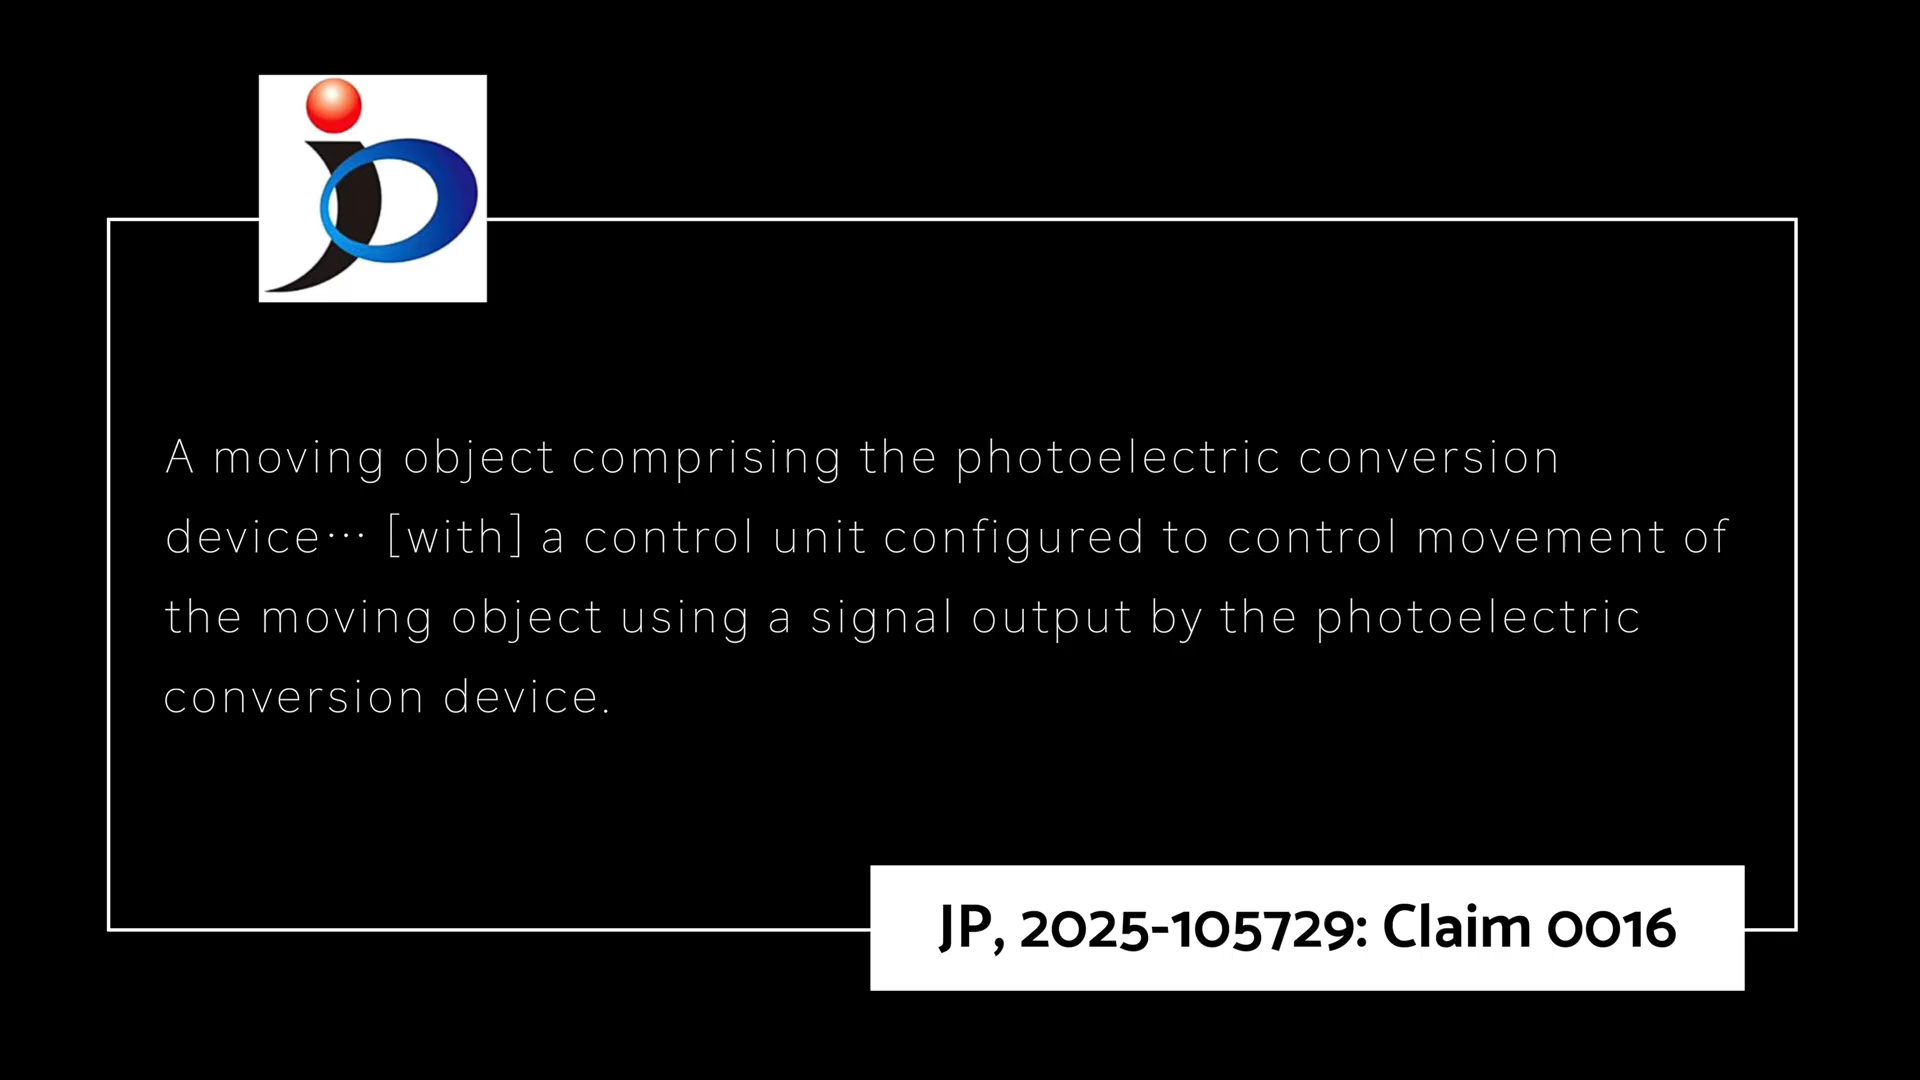 A moving object comprising the photoelectric conversion
device… [with] a control unit configured to control movement of
the moving object using a signal output by the photoelectric
conversion device.
JP, 2025-105729: Claim 0016